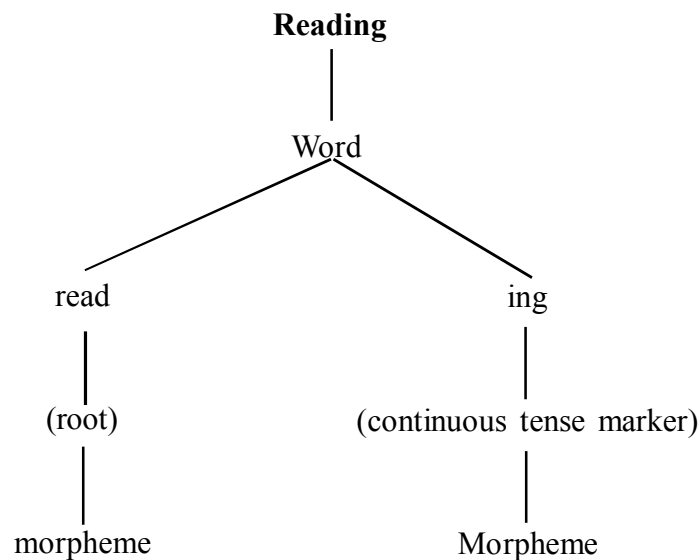 Reading
Word
read ing
(root) (continuous tense marker)
morpheme Morpheme